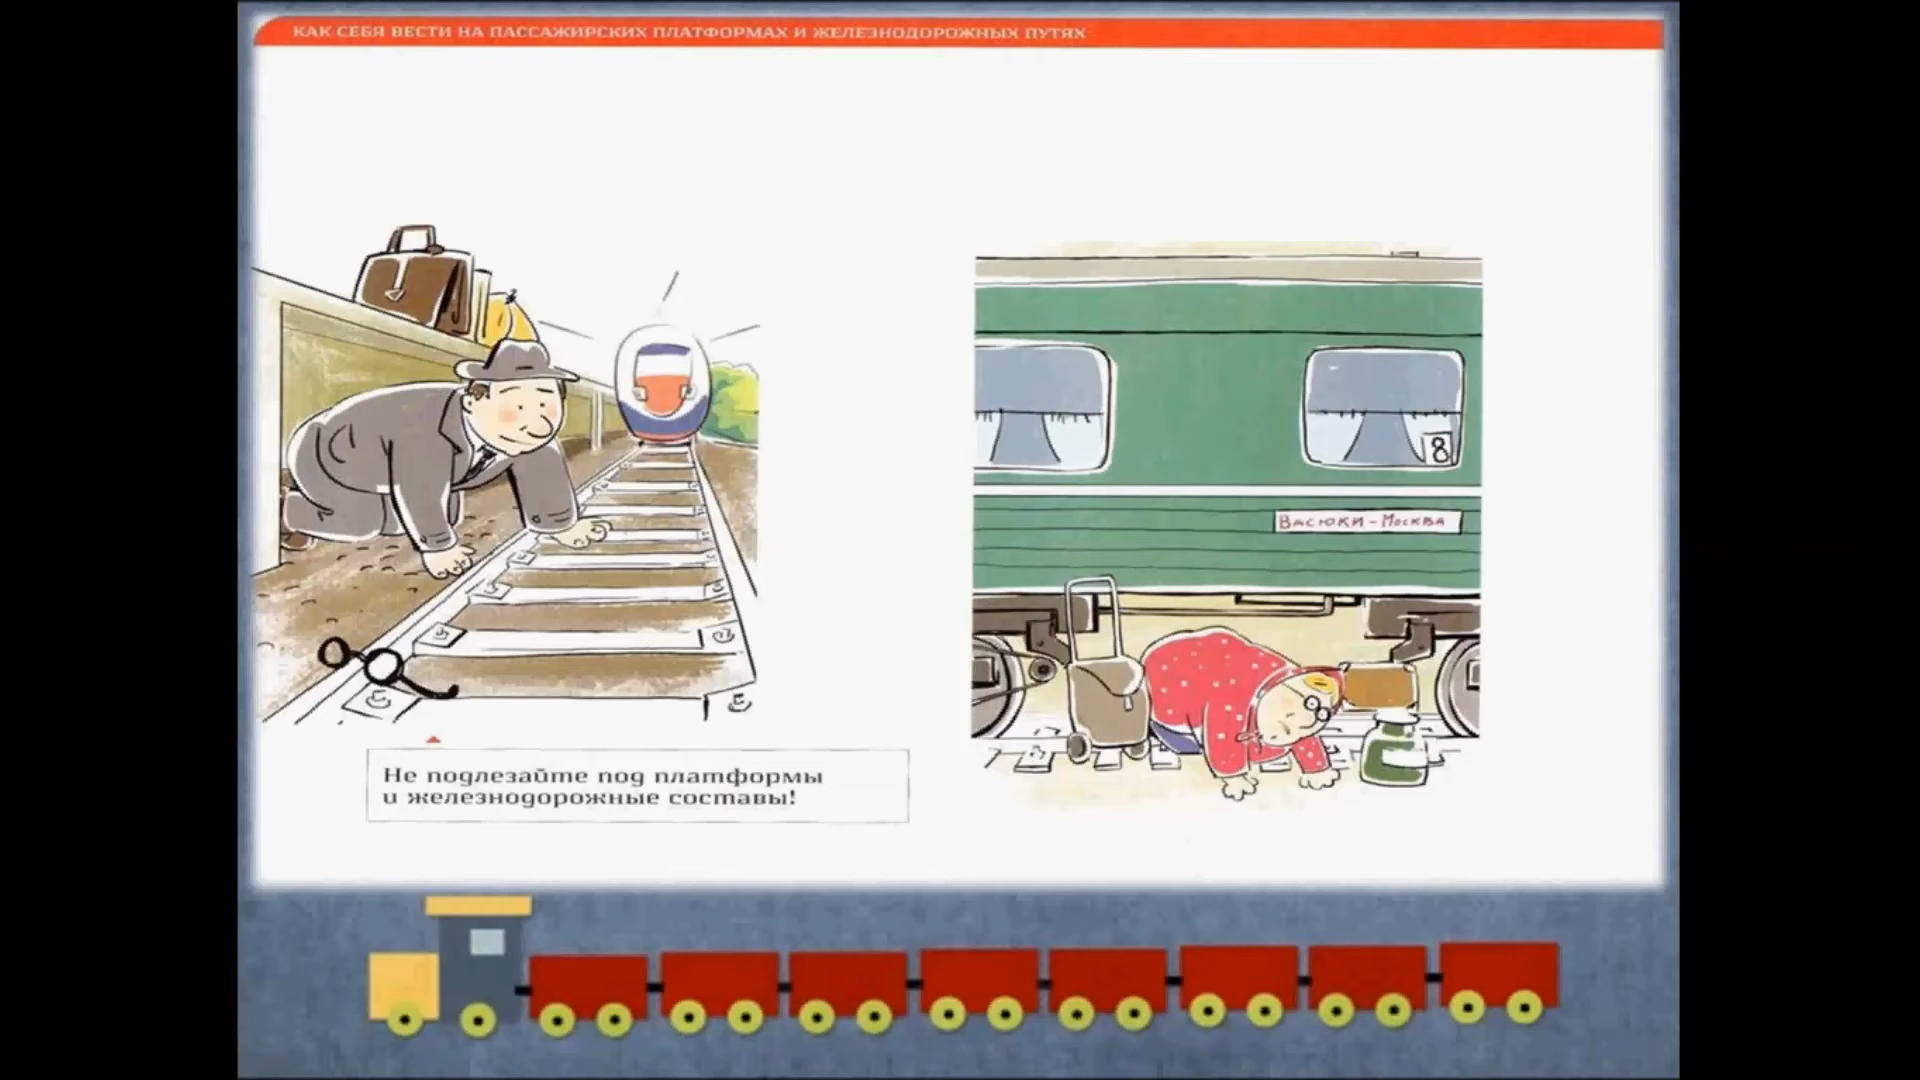 КАК СЕБЯ ВЕСТИ НА ПАССАЖИРСКИХ ПЛАТФОРМАХ И ЖЕЛЕЗНОДОРОЖНЫХ ПУТЯХ
8
Васюки - Москва
Не подлезайте под платформы
и железнодорожные составы!